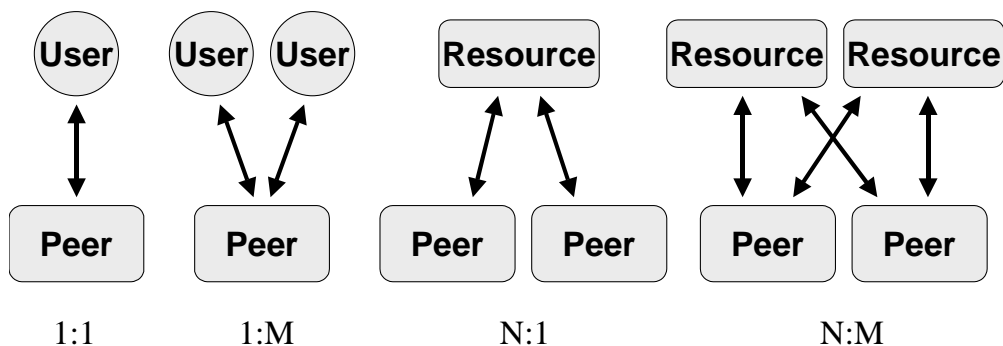 User User User Resource Resource Resource
Peer Peer Peer Peer Peer Peer
1:1 1:M N:1 N:M